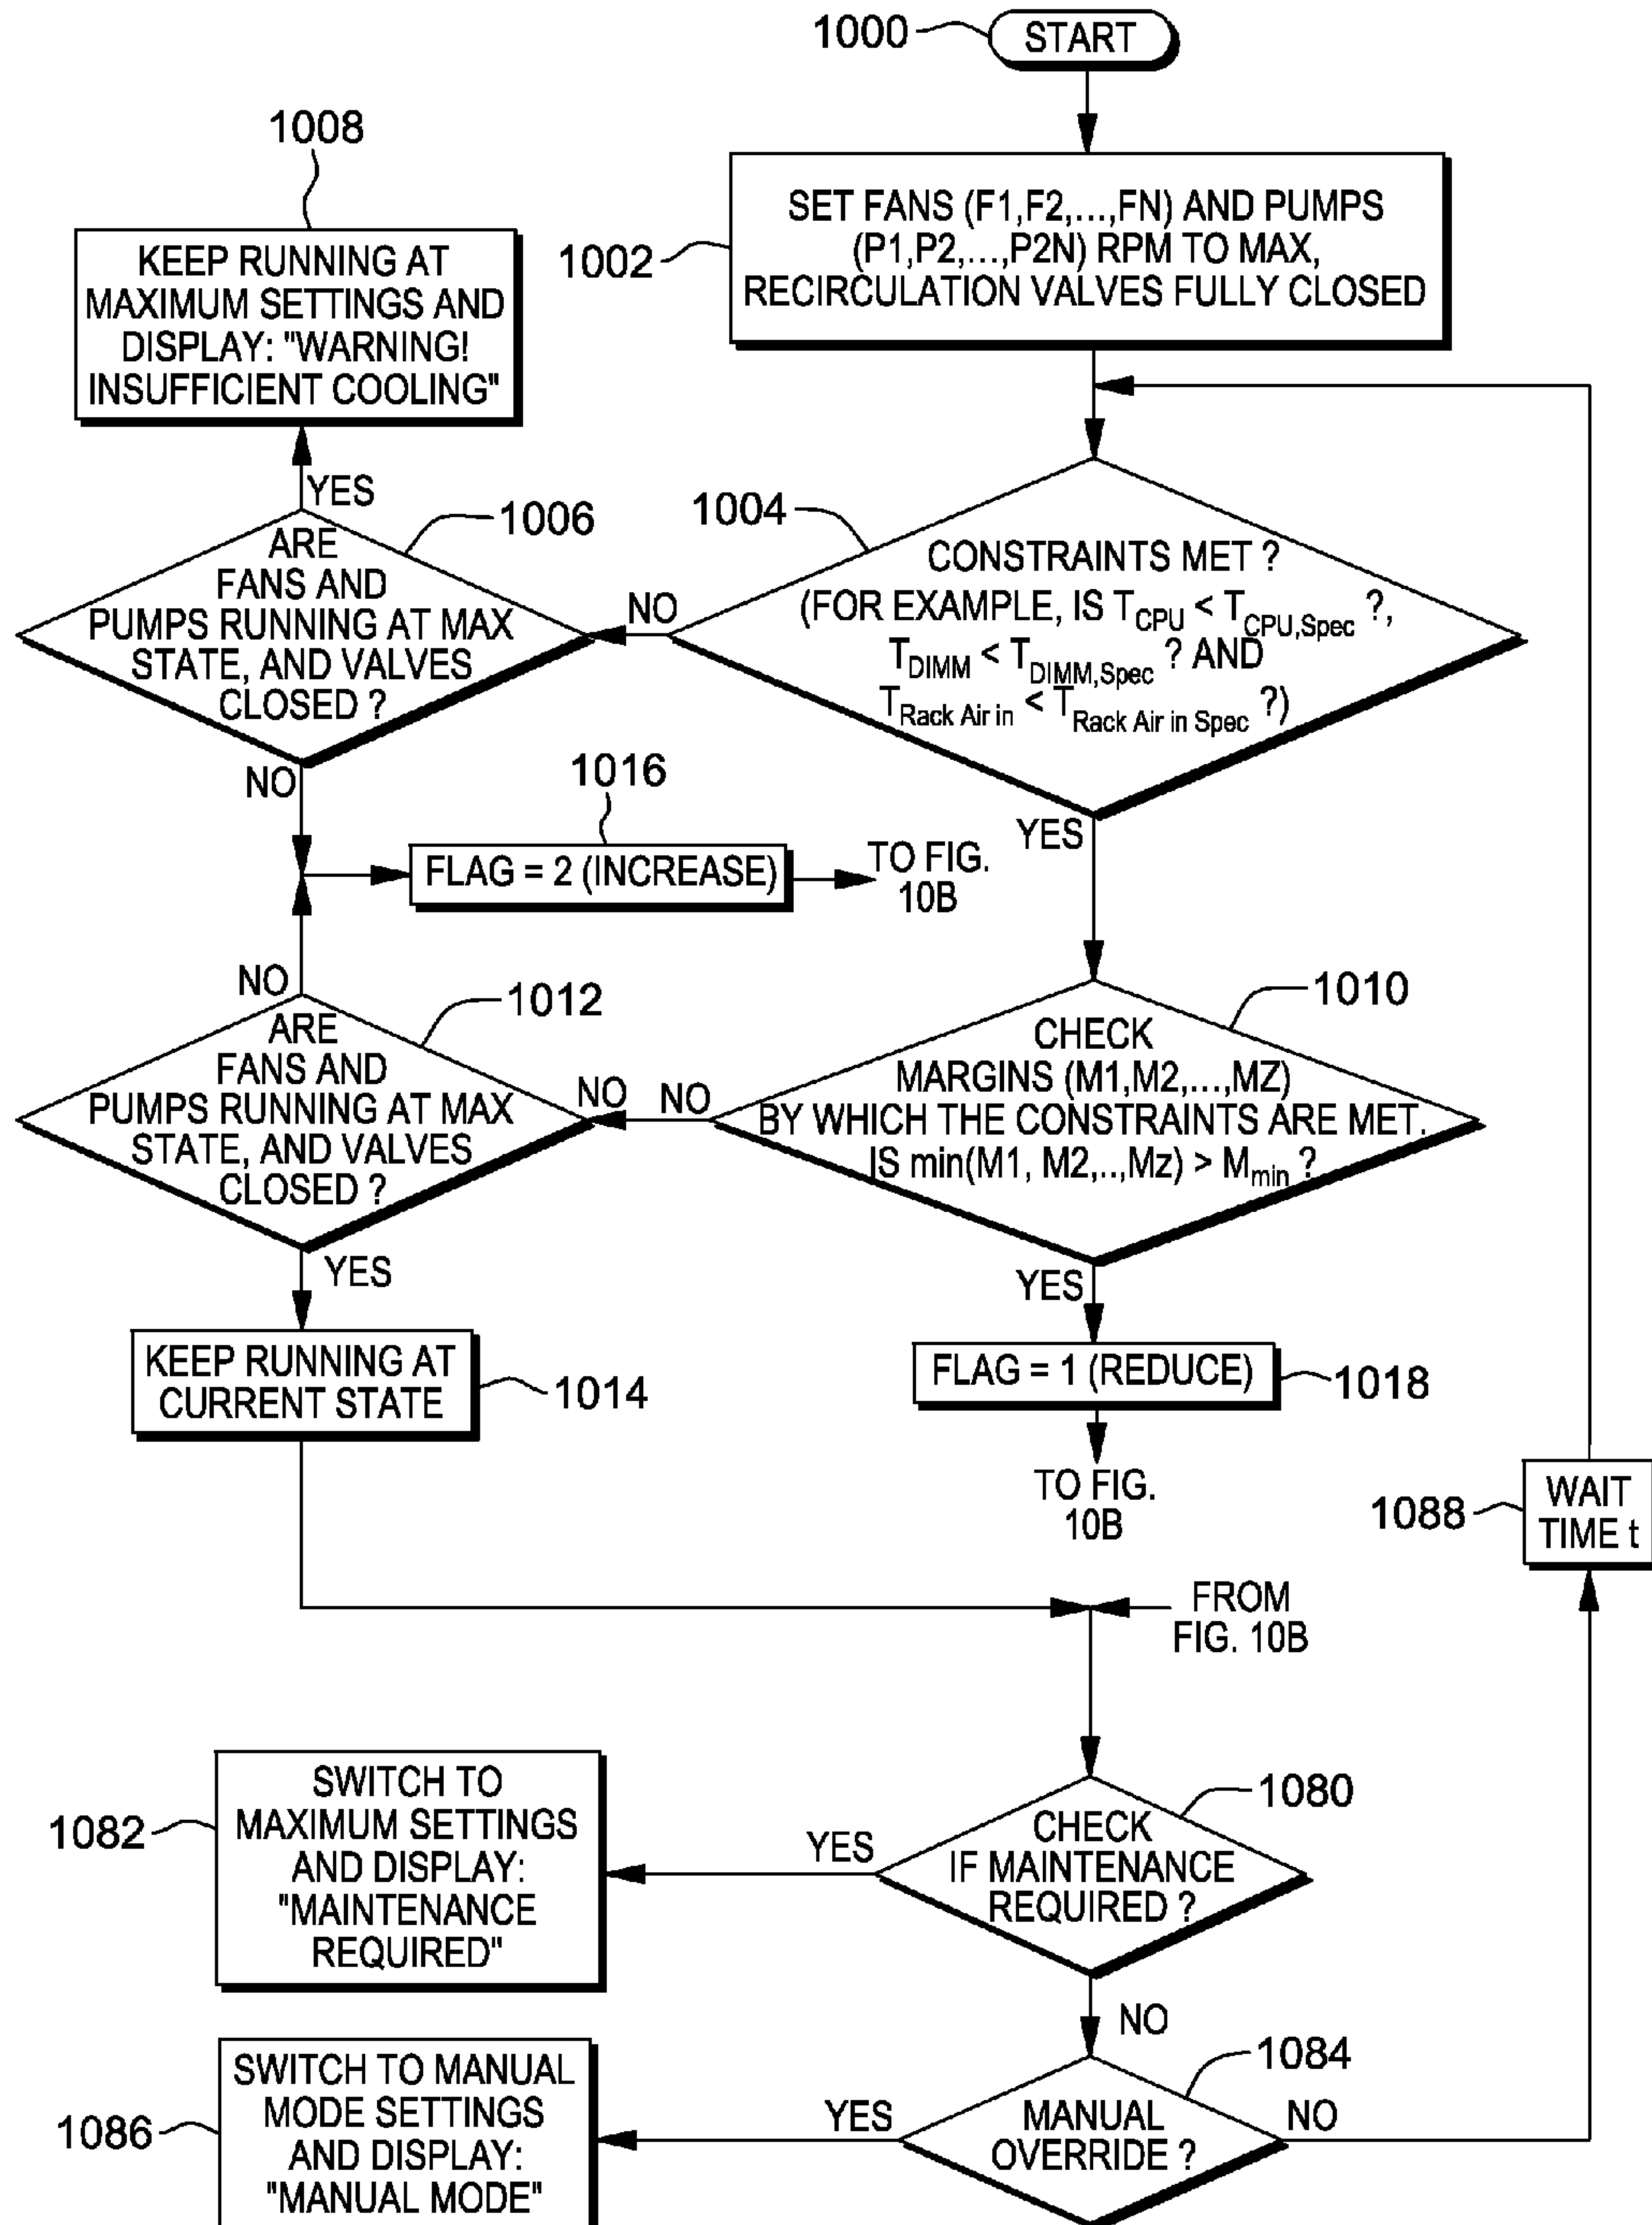 1000
START
1008
1002
SET FANS (F1,F2,...,FN) AND PUMPS
(P1,P2,...,P2N) RPM TO MAX,
RECIRCULATION VALVES FULLY CLOSED
KEEP RUNNING AT
MAXIMUM SETTINGS AND
DISPLAY: "WARNING!
INSUFFICIENT COOLING"
YES
1006
ARE
FANS AND
PUMPS RUNNING AT MAX
STATE, AND VALVES
CLOSED ?
NO
1004
CONSTRAINTS MET ?
(FOR EXAMPLE, IS TCPU < TCPU,Spec ?,
TDIMM < TDIMM,Spec ? AND
TRack Air in < TRack Air in Spec ?)
NO
YES
1016
FLAG = 2 (INCREASE)
TO FIG.
10B
NO
1012
ARE
FANS AND
PUMPS RUNNING AT MAX
STATE, AND VALVES
CLOSED ?
NO
NO
1010
CHECK
MARGINS (M1,M2,...,MZ)
BY WHICH THE CONSTRAINTS ARE MET.
IS min(M1, M2,..,Mz) > Mmin ?
YES
YES
KEEP RUNNING AT
CURRENT STATE
1014
FLAG = 1 (REDUCE)
1018
TO FIG.
10B
1088
WAIT
TIME t
FROM
FIG. 10B
1082
SWITCH TO
MAXIMUM SETTINGS
AND DISPLAY:
"MAINTENANCE
REQUIRED"
YES
1080
CHECK
IF MAINTENANCE
REQUIRED ?
NO
1086
SWITCH TO MANUAL
MODE SETTINGS
AND DISPLAY:
"MANUAL MODE"
YES
1084
MANUAL
OVERRIDE ?
NO